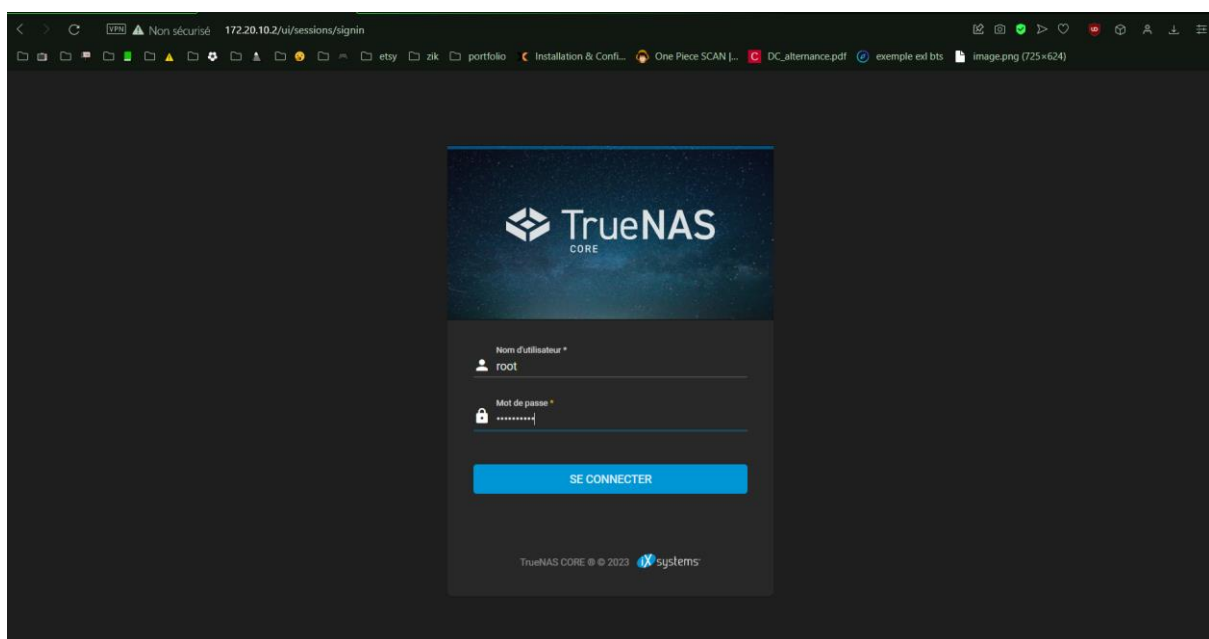 VPN Non sécurisé 172.20.10.2/ui/sessions/signin
etsy zik portfolio Installation & Confi... One Piece SCAN |... C DC_alternance.pdf exemple exl bts image.png (725×624)
TrueNAS
CORE
Nom d'utilisateur *
root
Mot de passe *
SE CONNECTER
TrueNAS CORE ® © 2023 iXsystems